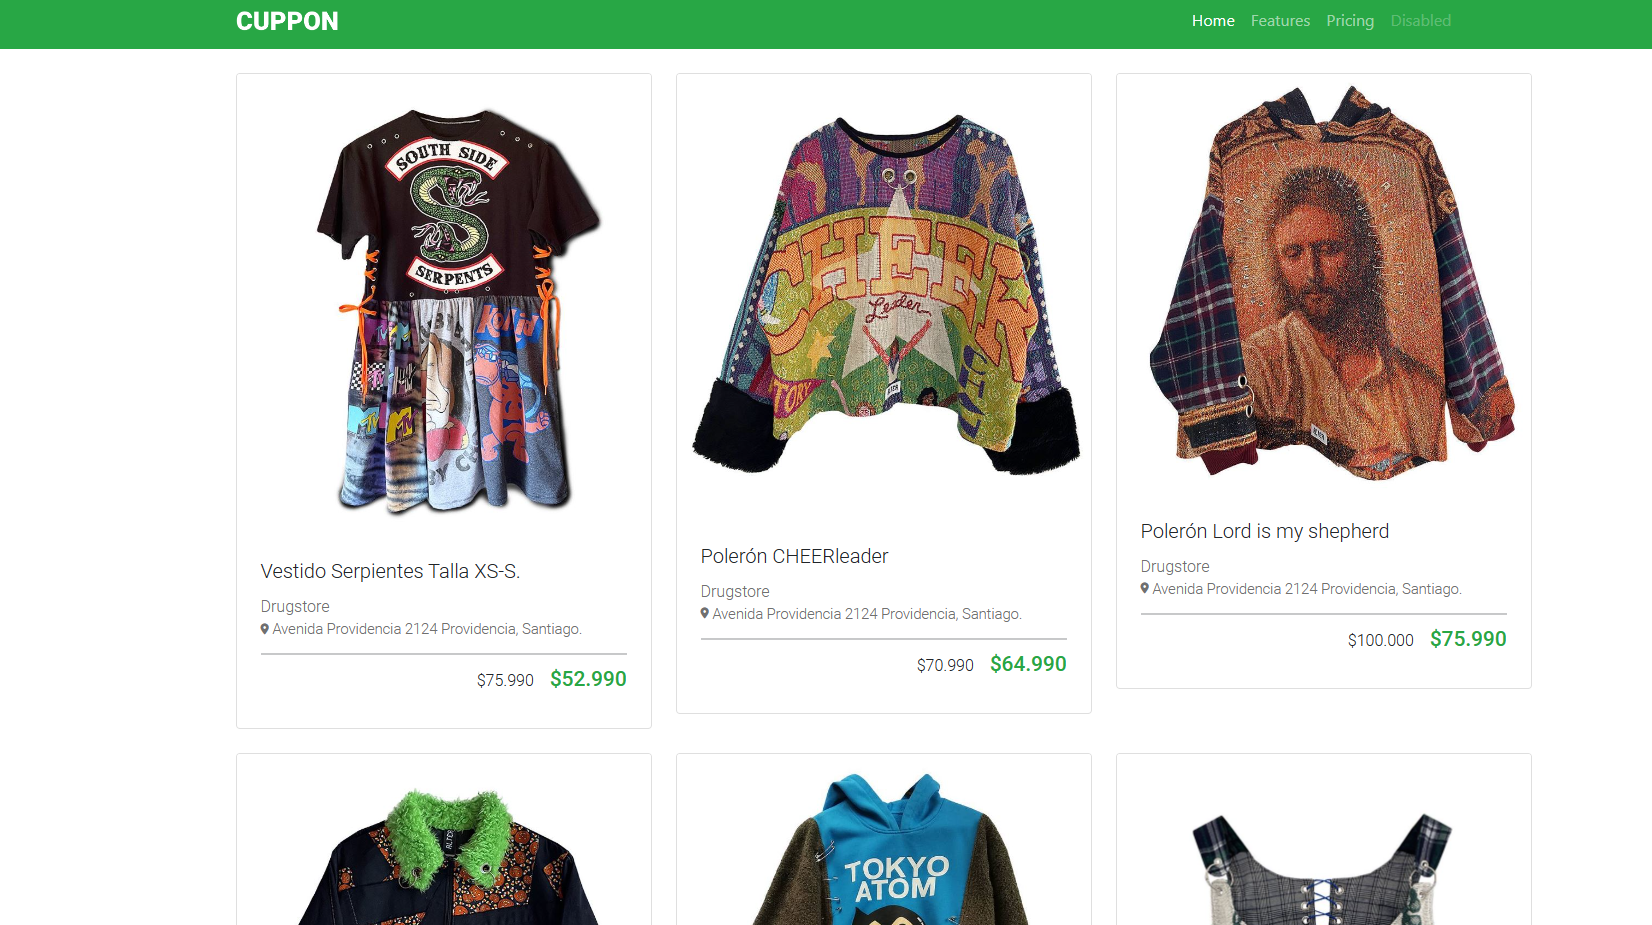 CUPPON
Home Features Pricing Disabled
SOUTH SIDE
SERPENTS
MTV
Vestido Serpientes Talla XS-S.
Drugstore
Avenida Providencia 2124 Providencia, Santiago.
$75.990 $52.990
CHEER
Leader
Polerón CHEERleader
Drugstore
Avenida Providencia 2124 Providencia, Santiago.
$70.990 $64.990
Polerón Lord is my shepherd
Drugstore
Avenida Providencia 2124 Providencia, Santiago.
$100.000 $75.990
TOKYO
ATOM